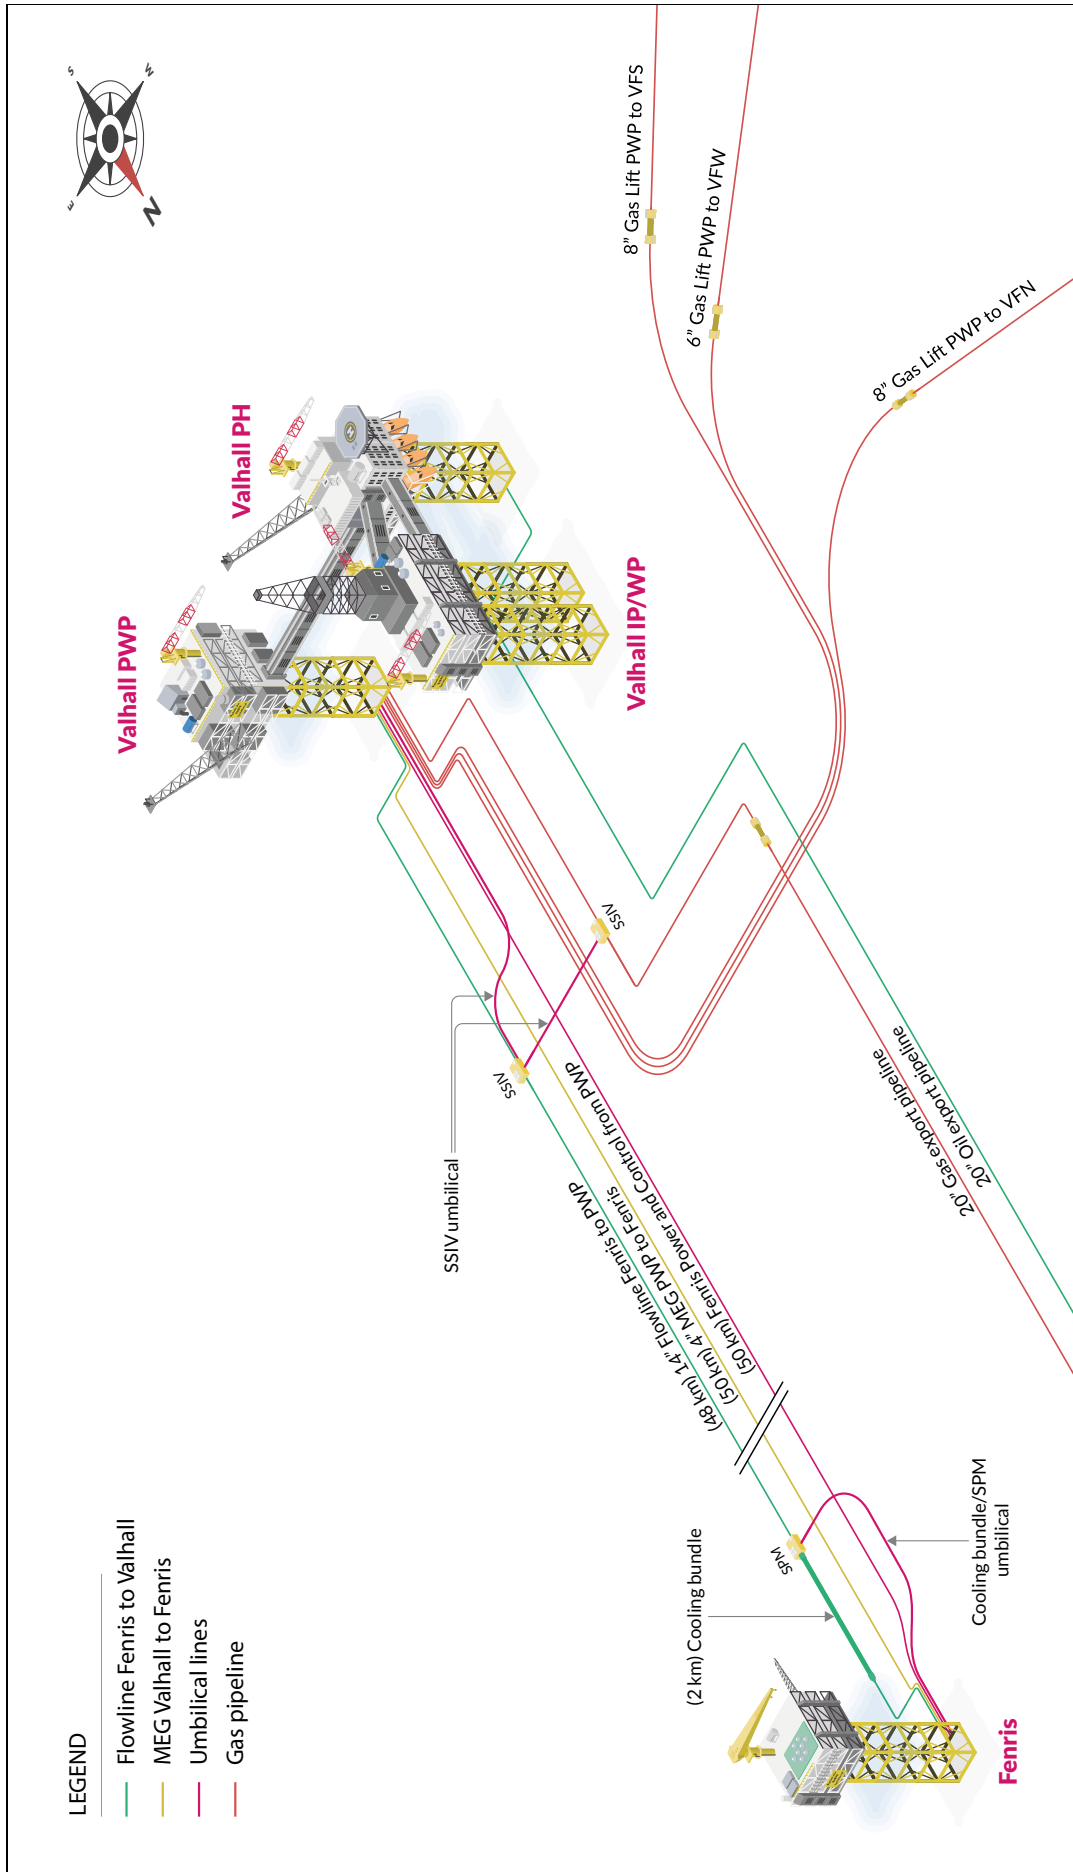 LEGEND
Flowline Fenris to Valhall
MEG Valhall to Fenris
Umbilical lines
Gas pipeline
Fenris
(2 km) Cooling bundle
SPM
Cooling bundle/SPM
umbilical
(48 km) 14" Flowline Fenris to PWP
(50 km) 4" MEG PWP to Fenris
(50 km) Fenris Power and Control from PWP
SSIV umbilical
SSIV
SSIV
20" Gas export pipeline
20" Oil export pipeline
Valhall PWP
Valhall PH
Valhall IP/WP
8” Gas Lift PWP to VFS
6” Gas Lift PWP to VFW
8” Gas Lift PWP to VFN
S
W
E
N